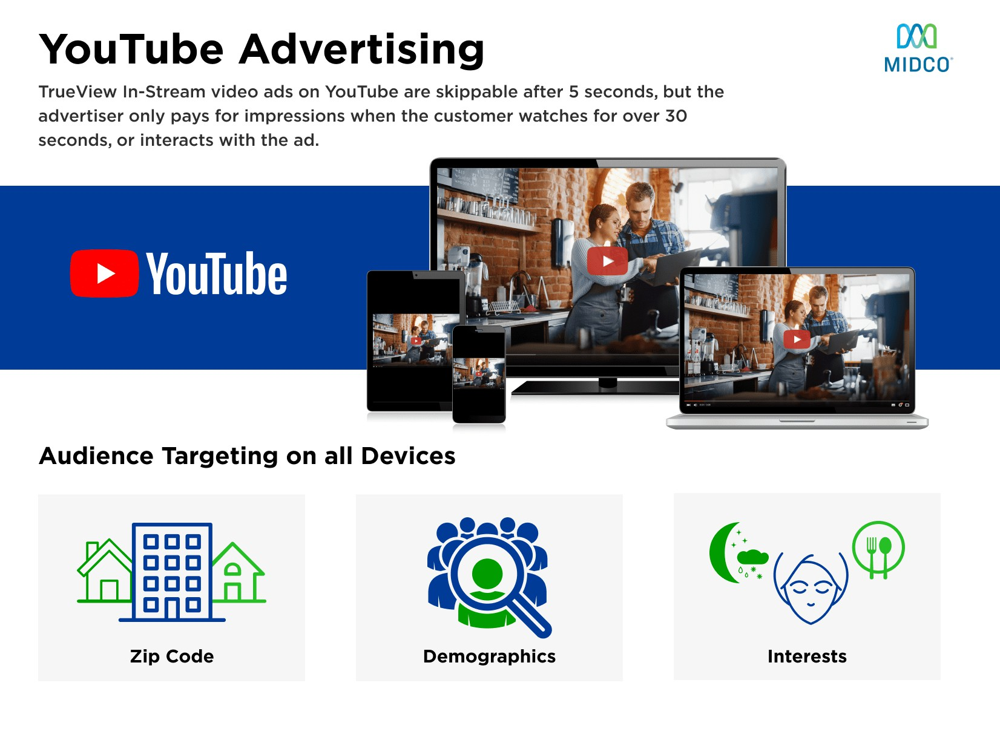 YouTube Advertising
MIDCO®
TrueView In-Stream video ads on YouTube are skippable after 5 seconds, but the
advertiser only pays for impressions when the customer watches for over 30
seconds, or interacts with the ad.
YouTube
Audience Targeting on all Devices
Zip Code
Demographics
Interests